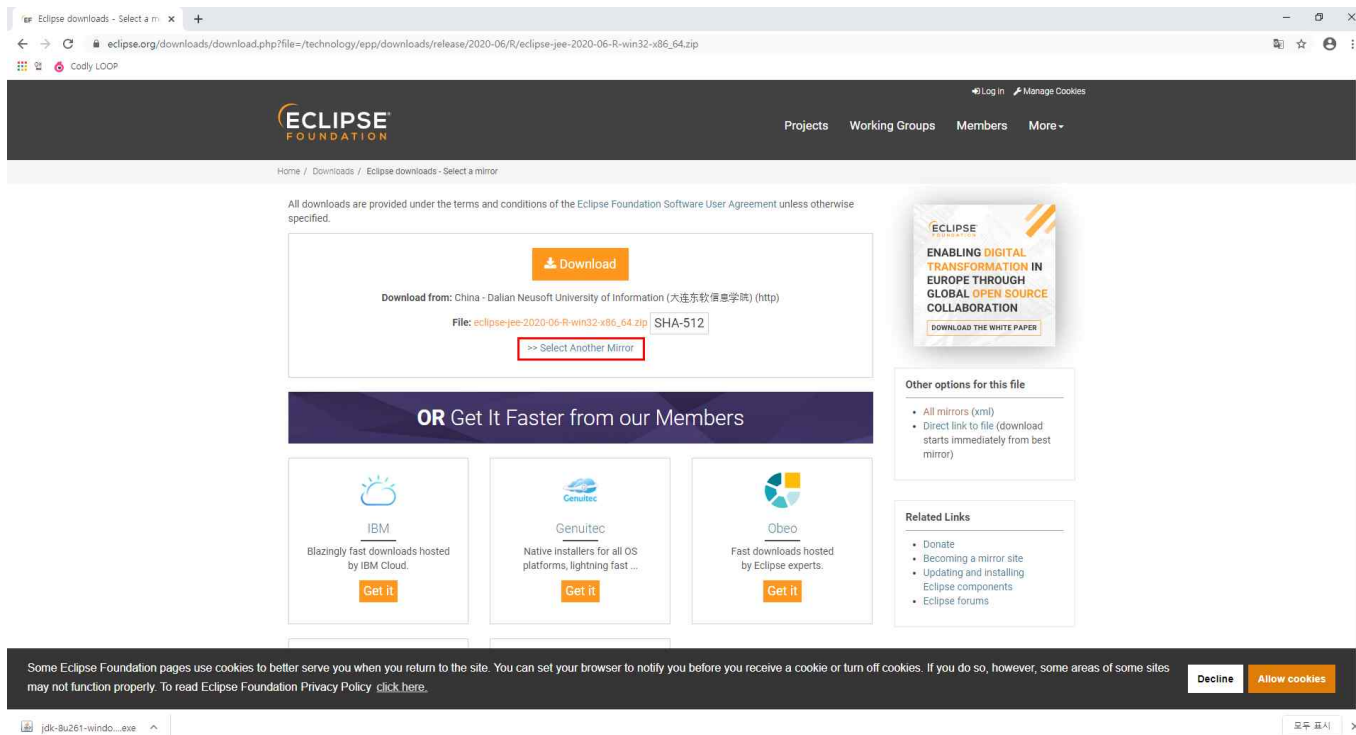 Eclipse downloads - Select a m
eclipse.org/downloads/download.php?file=/technology/epp/downloads/release/2020-06/R/eclipse-jee-2020-06-R-win32-x86_64.zip
앱 Codly LOOP
Log in Manage Cookies
ECLIPSE
FOUNDATION
Projects Working Groups Members More
Home / Downloads / Eclipse downloads - Select a mirror
All downloads are provided under the terms and conditions of the Eclipse Foundation Software User Agreement unless otherwise
specified.
Download
Download from: China - Dalian Neusoft University of Information (大连东软信息学院) (http)
File: eclipse-jee-2020-06-R-win32-x86_64.zip SHA-512
>> Select Another Mirror
OR Get It Faster from our Members
IBM
Blazingly fast downloads hosted
by IBM Cloud.
Get it
Genuitec
Genuitec
Native installers for all OS
platforms, lightning fast ...
Get it
Obeo
Fast downloads hosted
by Eclipse experts.
Get it
ECLIPSE
FOUNDATION
ENABLING DIGITAL
TRANSFORMATION IN
EUROPE THROUGH
GLOBAL OPEN SOURCE
COLLABORATION
DOWNLOAD THE WHITE PAPER
Other options for this file
• All mirrors (xml)
• Direct link to file (download
starts immediately from best
mirror)
Related Links
• Donate
• Becoming a mirror site
• Updating and installing
Eclipse components
• Eclipse forums
Some Eclipse Foundation pages use cookies to better serve you when you return to the site. You can set your browser to notify you before you receive a cookie or turn off cookies. If you do so, however, some areas of some sites
may not function properly. To read Eclipse Foundation Privacy Policy click here.
Decline Allow cookies
jdk-8u261-windo....exe
모두 표시